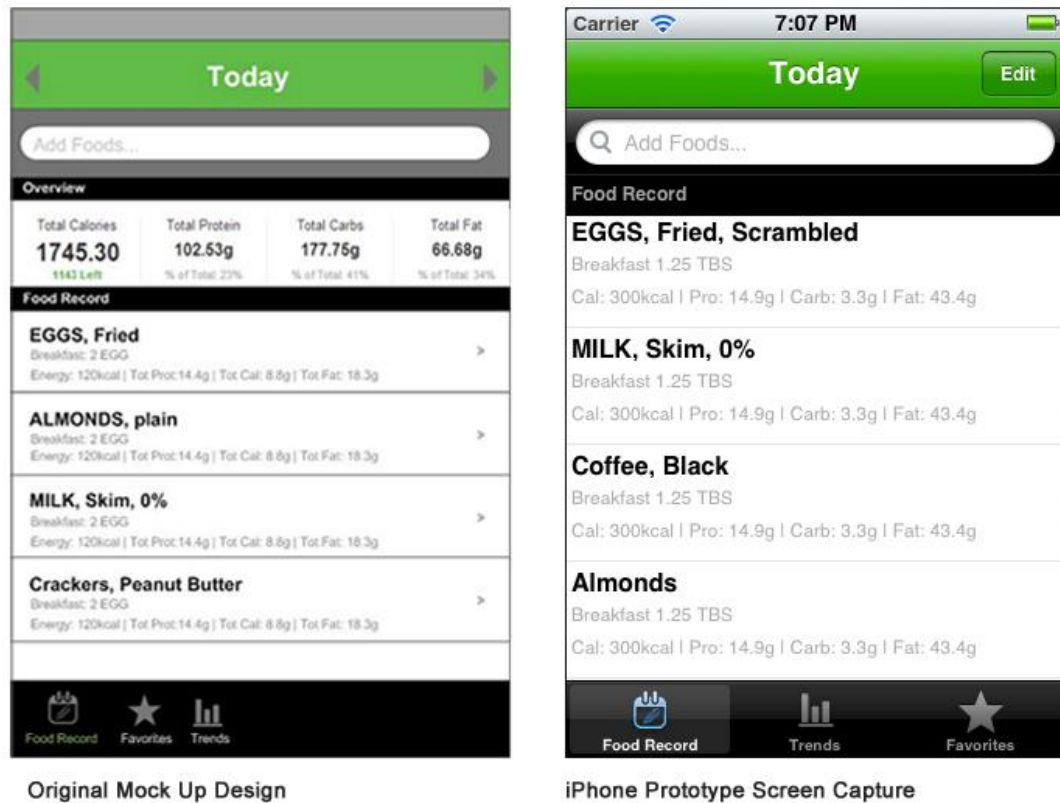 Today
Add Foods...
Overview
Total Calories Total Protein Total Carbs Total Fat
1745.30 102.53g 177.75g 66.68g
1143 Left % of Total: 23% % of Total: 41% % of Total: 34%
Food Record
EGGS, Fried
Breakfast: 2 EGG
Energy: 120kcal | Tot Pro:14.4g | Tot Cal: 8.8g | Tot Fat: 18.3g
ALMONDS, plain
Breakfast: 2 EGG
Energy: 120kcal | Tot Pro:14.4g | Tot Cal: 8.8g | Tot Fat: 18.3g
MILK, Skim, 0%
Breakfast: 2 EGG
Energy: 120kcal | Tot Pro:14.4g | Tot Cal: 8.8g | Tot Fat: 18.3g
Crackers, Peanut Butter
Breakfast: 2 EGG
Energy: 120kcal | Tot Pro:14.4g | Tot Cal: 8.8g | Tot Fat: 18.3g
Food Record Favorites Trends
Original Mock Up Design
Carrier 7:07 PM
Today Edit
Add Foods...
Food Record
EGGS, Fried, Scrambled
Breakfast 1.25 TBS
Cal: 300kcal | Pro: 14.9g | Carb: 3.3g | Fat: 43.4g
MILK, Skim, 0%
Breakfast 1.25 TBS
Cal: 300kcal | Pro: 14.9g | Carb: 3.3g | Fat: 43.4g
Coffee, Black
Breakfast 1.25 TBS
Cal: 300kcal | Pro: 14.9g | Carb: 3.3g | Fat: 43.4g
Almonds
Breakfast 1.25 TBS
Cal: 300kcal | Pro: 14.9g | Carb: 3.3g | Fat: 43.4g
Food Record Trends Favorites
iPhone Prototype Screen Capture